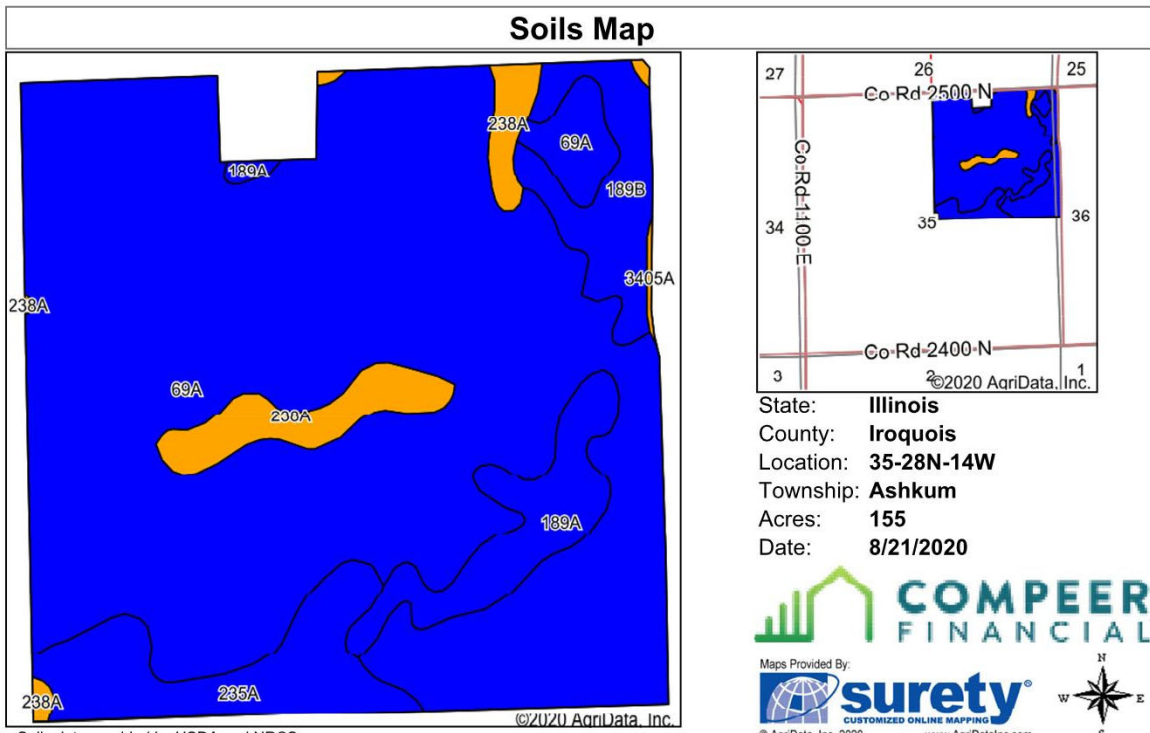 Soils Map
238A
69A
189A
189B
3405A
238A
69A
238A
189A
235A
238A
©2020 AgriData, Inc.
27
26
25
Co Rd 2500 N
Co Rd 1100 E
34
35
36
Co Rd 2400 N
3
2
1
©2020 AgriData, Inc.
State: Illinois
County: Iroquois
Location: 35-28N-14W
Township: Ashkum
Acres: 155
Date: 8/21/2020
COMPEER
FINANCIAL
Maps Provided By:
surety®
CUSTOMIZED ONLINE MAPPING
N
W
E